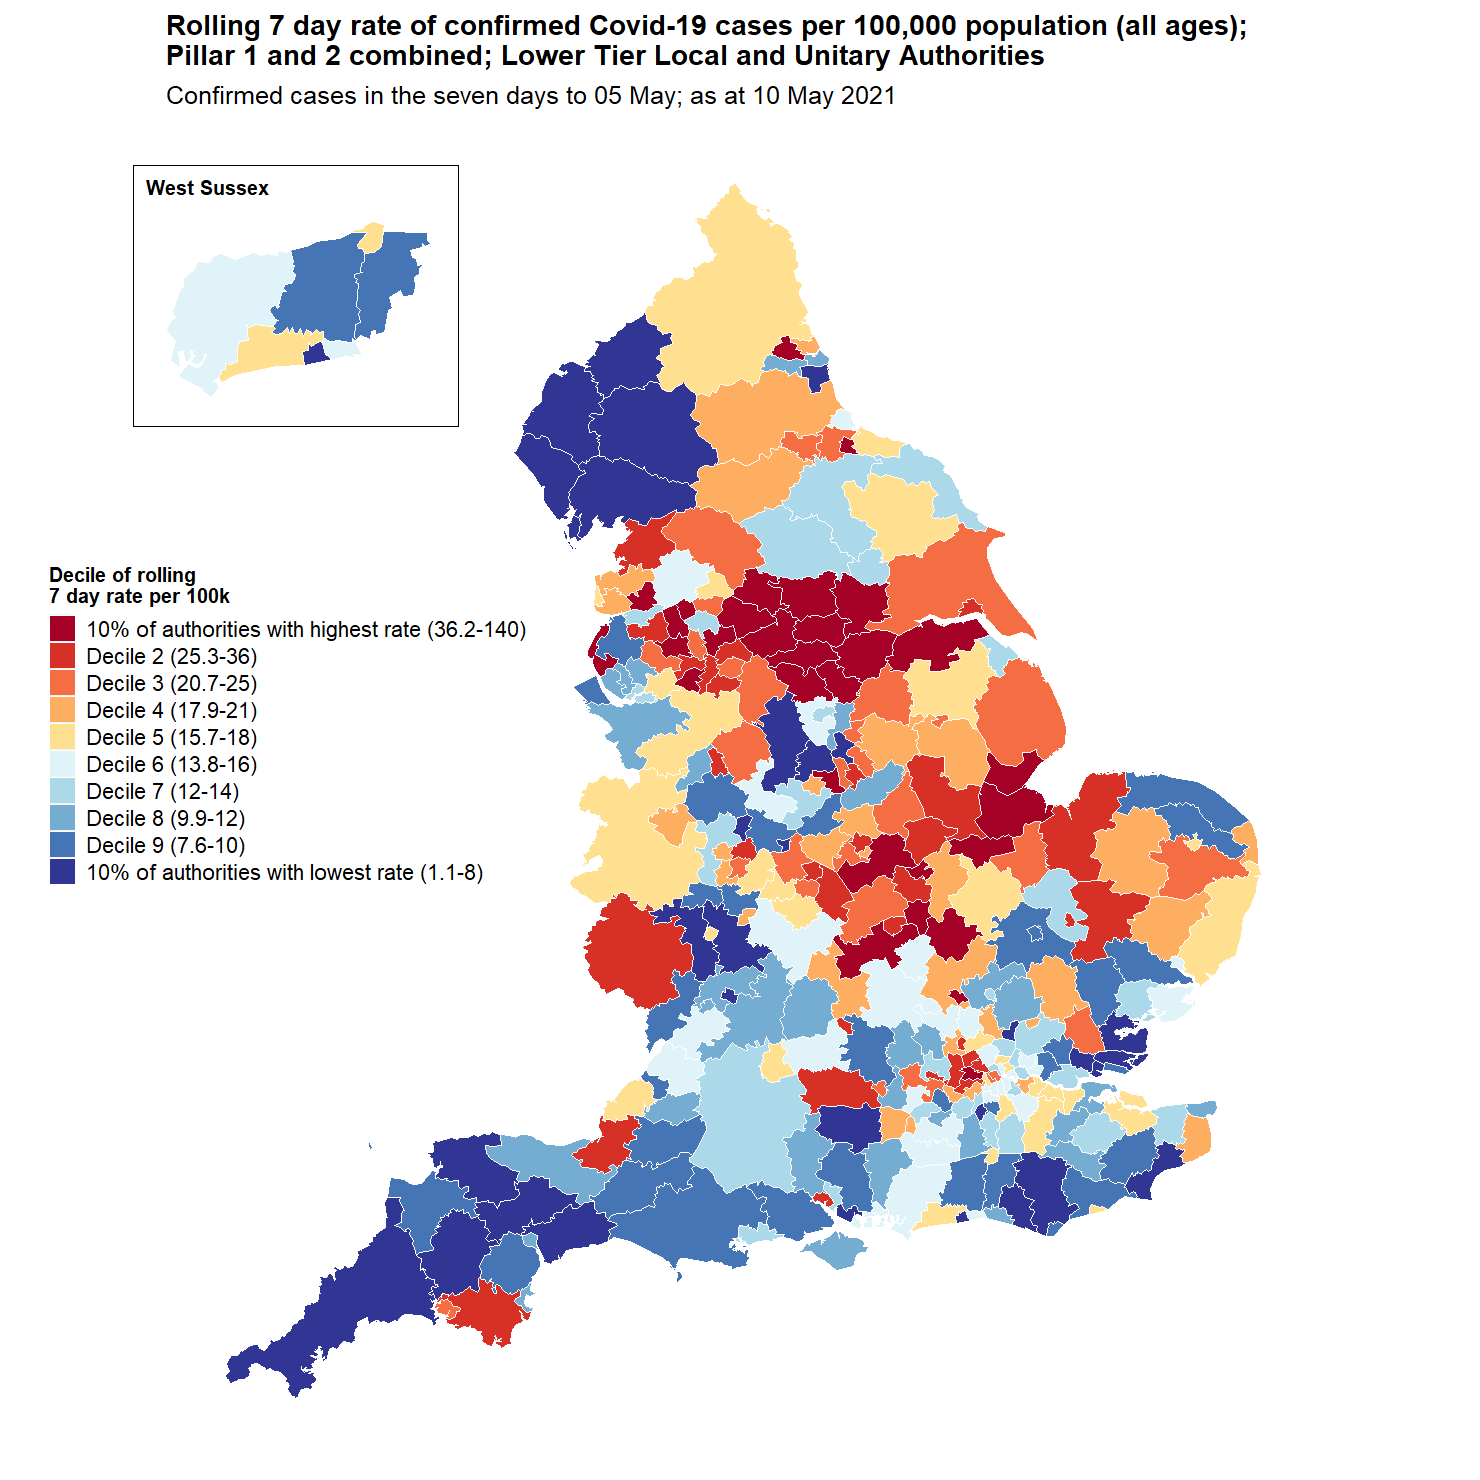 Rolling 7 day rate of confirmed Covid-19 cases per 100,000 population (all ages);
Pillar 1 and 2 combined; Lower Tier Local and Unitary Authorities
Confirmed cases in the seven days to 05 May; as at 10 May 2021
West Sussex
Decile of rolling
7 day rate per 100k
10% of authorities with highest rate (36.2-140)
Decile 2 (25.3-36)
Decile 3 (20.7-25)
Decile 4 (17.9-21)
Decile 5 (15.7-18)
Decile 6 (13.8-16)
Decile 7 (12-14)
Decile 8 (9.9-12)
Decile 9 (7.6-10)
10% of authorities with lowest rate (1.1-8)